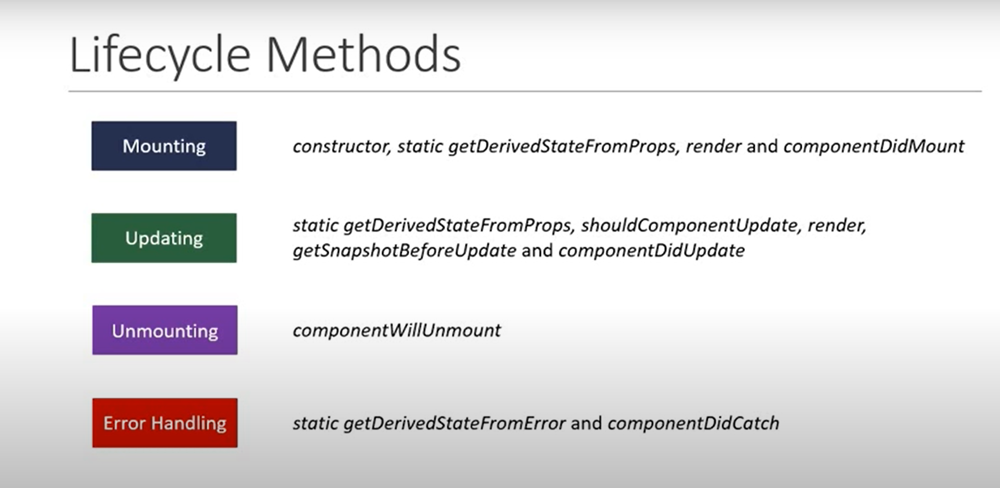 Lifecycle Methods
Mounting
constructor, static getDerivedStateFromProps, render and componentDidMount
Updating
static getDerivedStateFromProps, shouldComponentUpdate, render,
getSnapshotBeforeUpdate and componentDidUpdate
Unmounting
componentWillUnmount
Error Handling
static getDerivedStateFromError and componentDidCatch